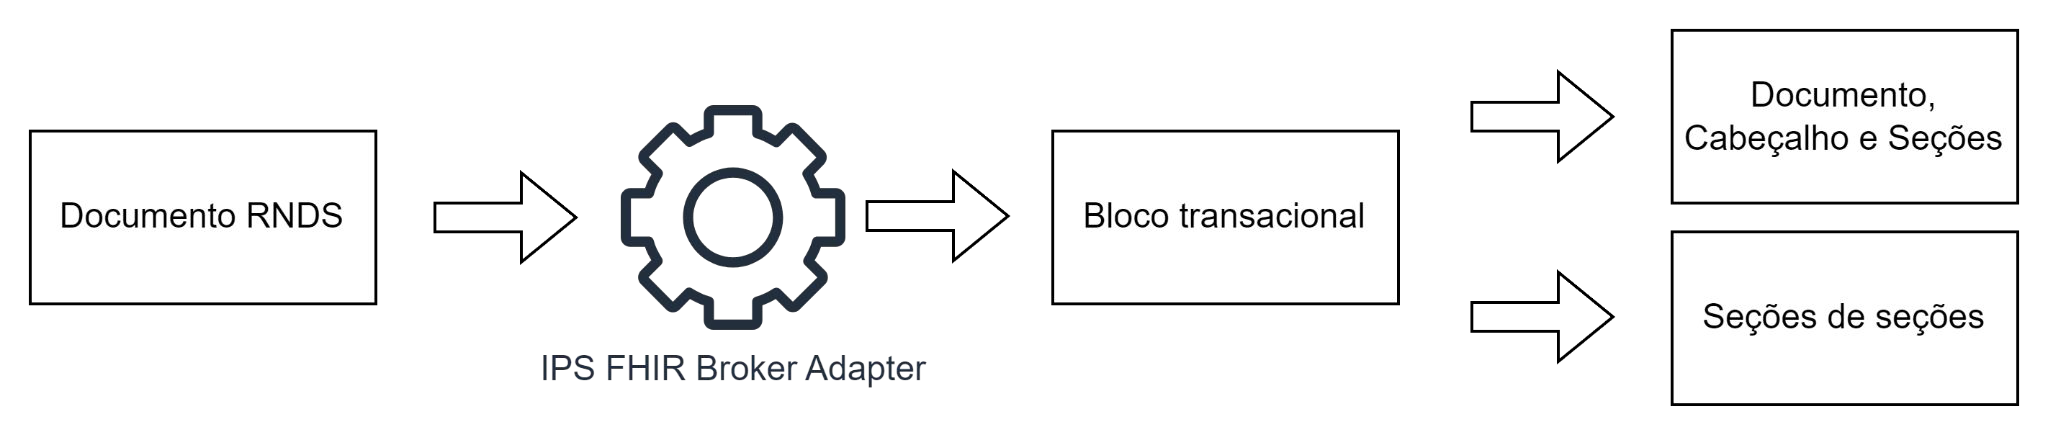 Documento RNDS
IPS FHIR Broker Adapter
Bloco transacional
Documento,
Cabeçalho e Seções
Seções de seções